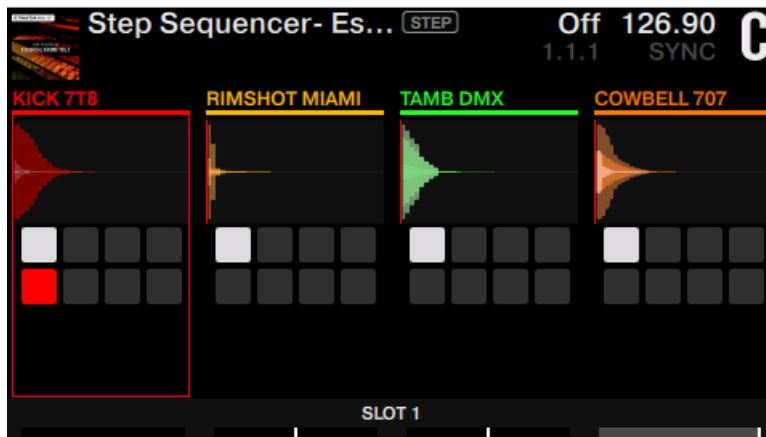 Step Sequencer- Es... STEP Off 126.90 C
1.1.1 SYNC
KICK 7T8 RIMSHOT MIAMI TAMB DMX COWBELL 707
SLOT 1